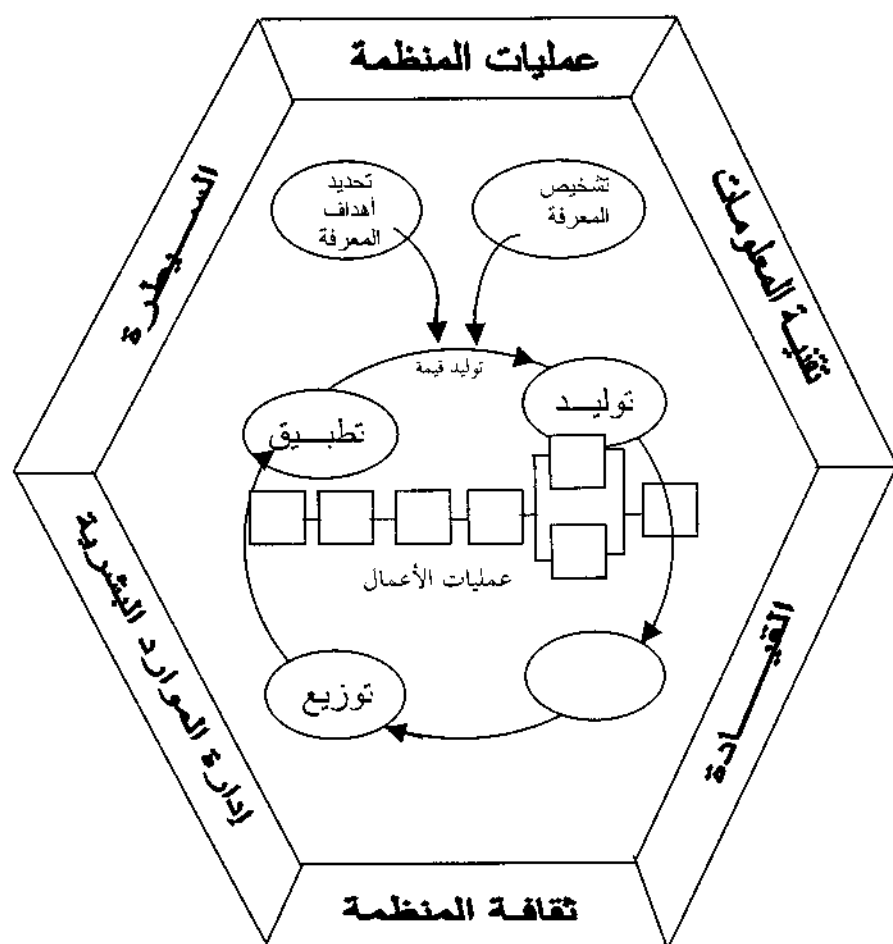 عمليات المنظمة
تقنية المعلومات
السيطرة
تشخيص
المعرفة
تحديد
أهداف
المعرفة
توليد قيمة
توليد
تطبيق
عمليات الأعمال
القيادة
إدارة الموارد البشرية
توزيع
ثقافة المنظمة